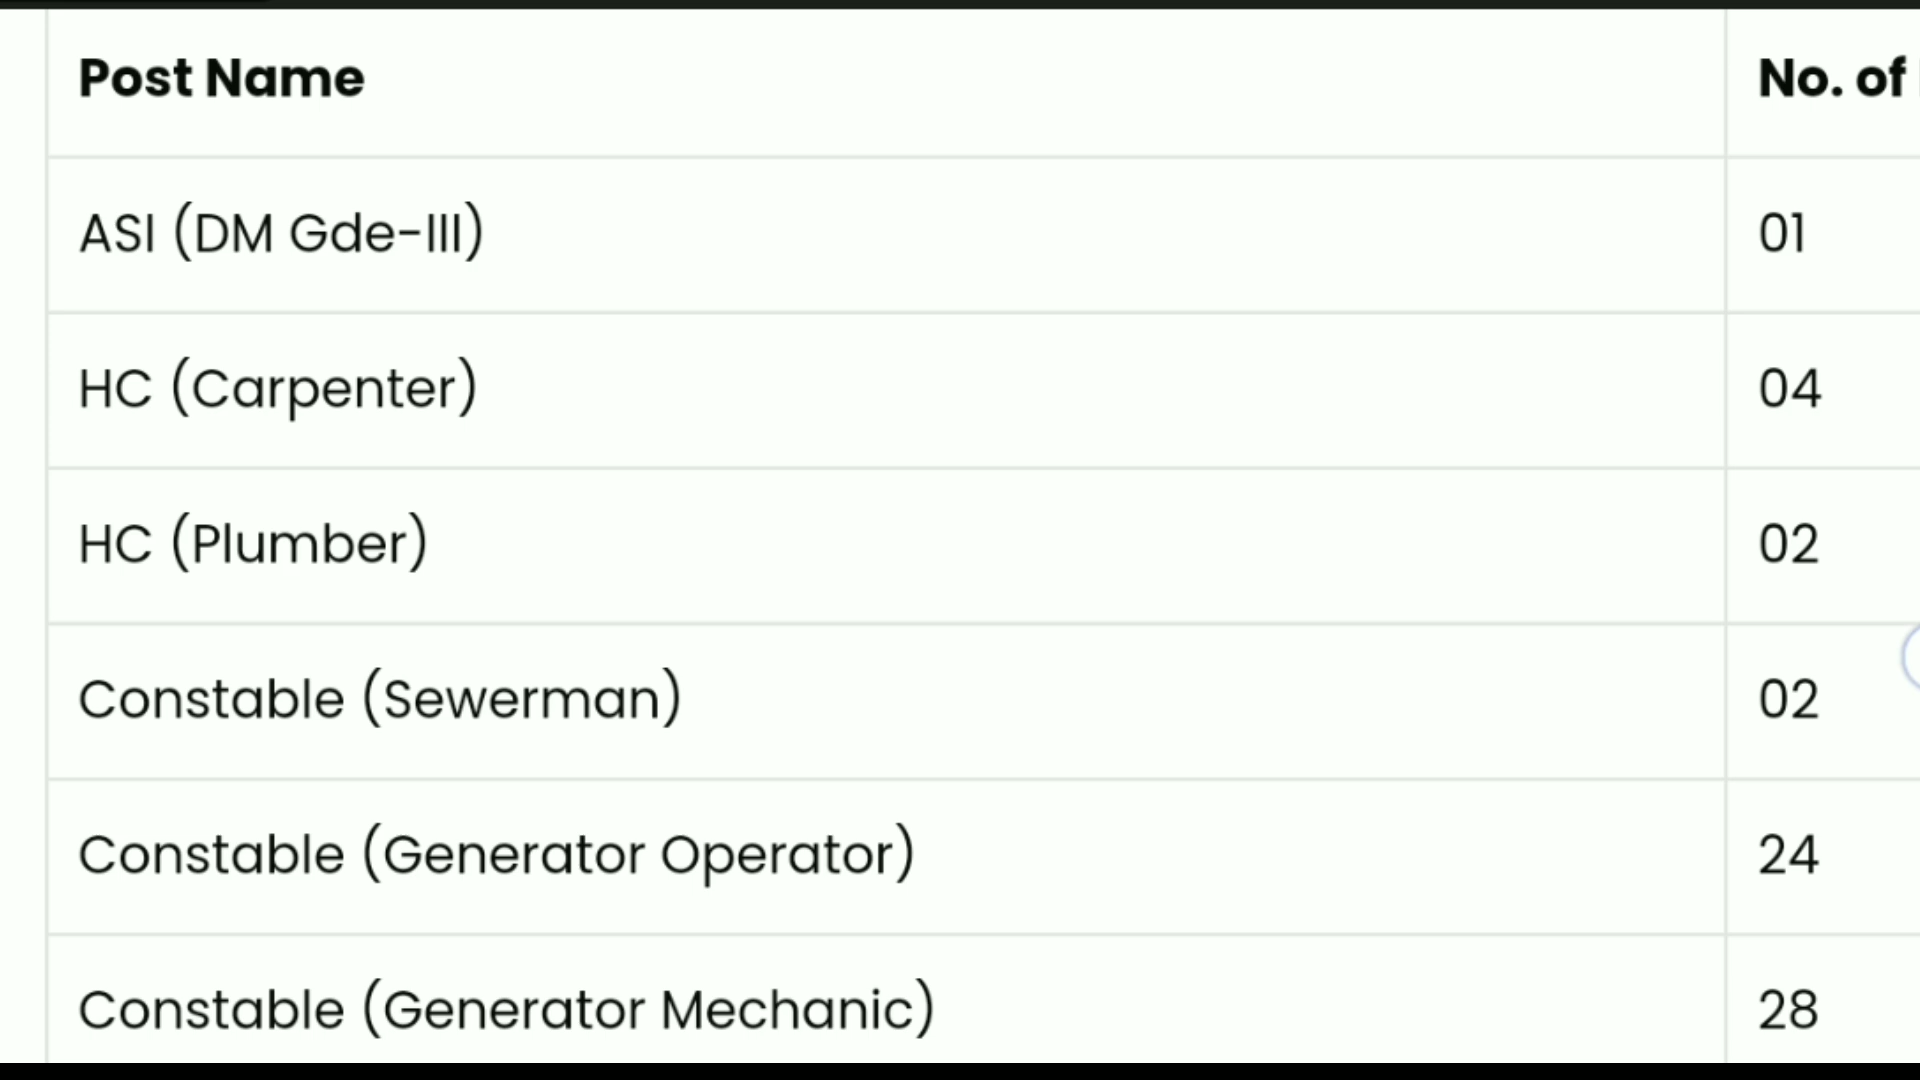 Post Name No. of
ASI (DM Gde-III) 01
HC (Carpenter) 04
HC (Plumber) 02
Constable (Sewerman) 02
Constable (Generator Operator) 24
Constable (Generator Mechanic) 28